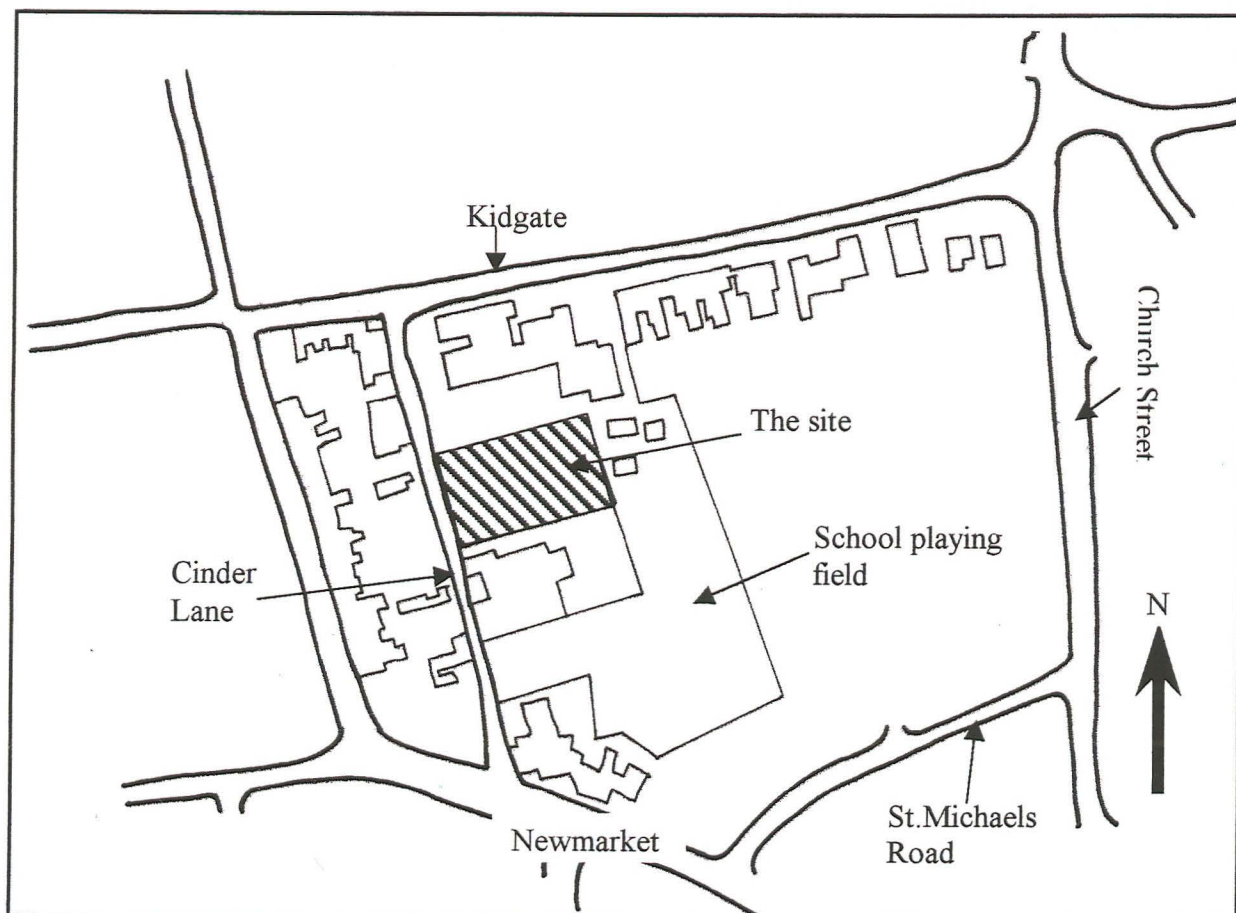 Kidgate
Church Street
The site
School playing
field
Cinder
Lane
N
St.Michaels
Road
Newmarket